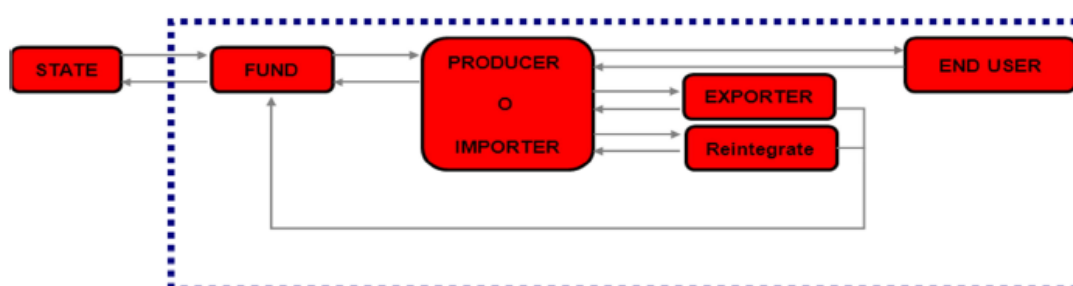 STATE
FUND
PRODUCER
O
IMPORTER
END USER
EXPORTER
Reintegrate